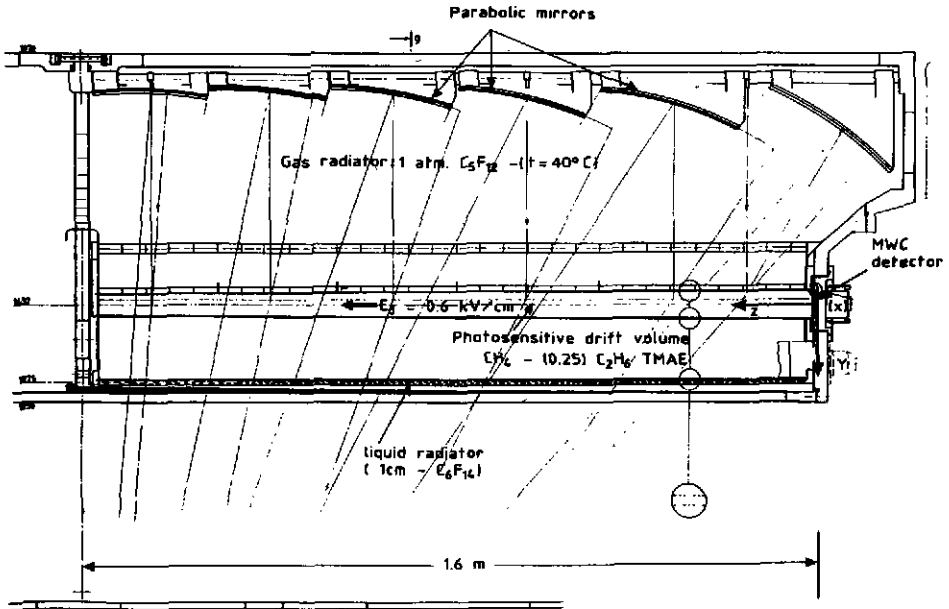 Parabolic mirrors
9
Gas radiator: 1 atm. C5F12 - (t = 40° C)
MWC
detector
= 0.6 kV/cm
z
(x)
Photosensitive drift volume
CH4 - (0.25) C2H6/ TMAE
Y
liquid radiator
( 1cm - C6F14)
1.6 m